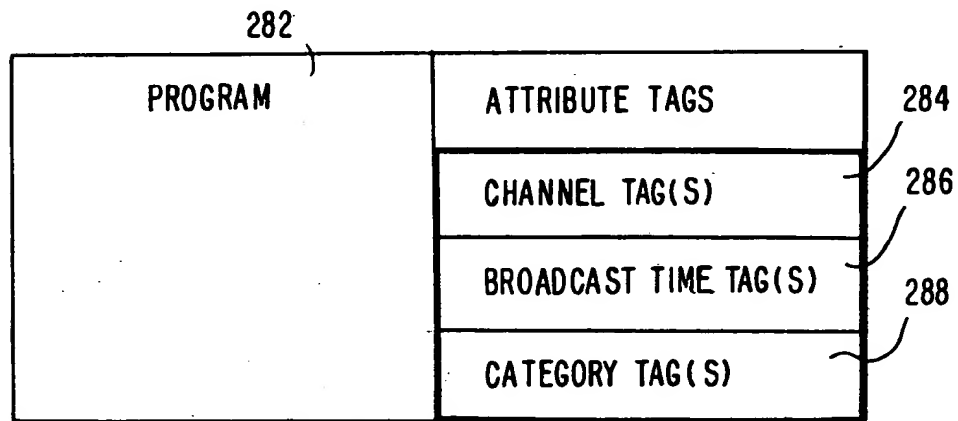 282
PROGRAM
ATTRIBUTE TAGS
284
CHANNEL TAG(S)
286
BROADCAST TIME TAG(S)
288
CATEGORY TAG(S)